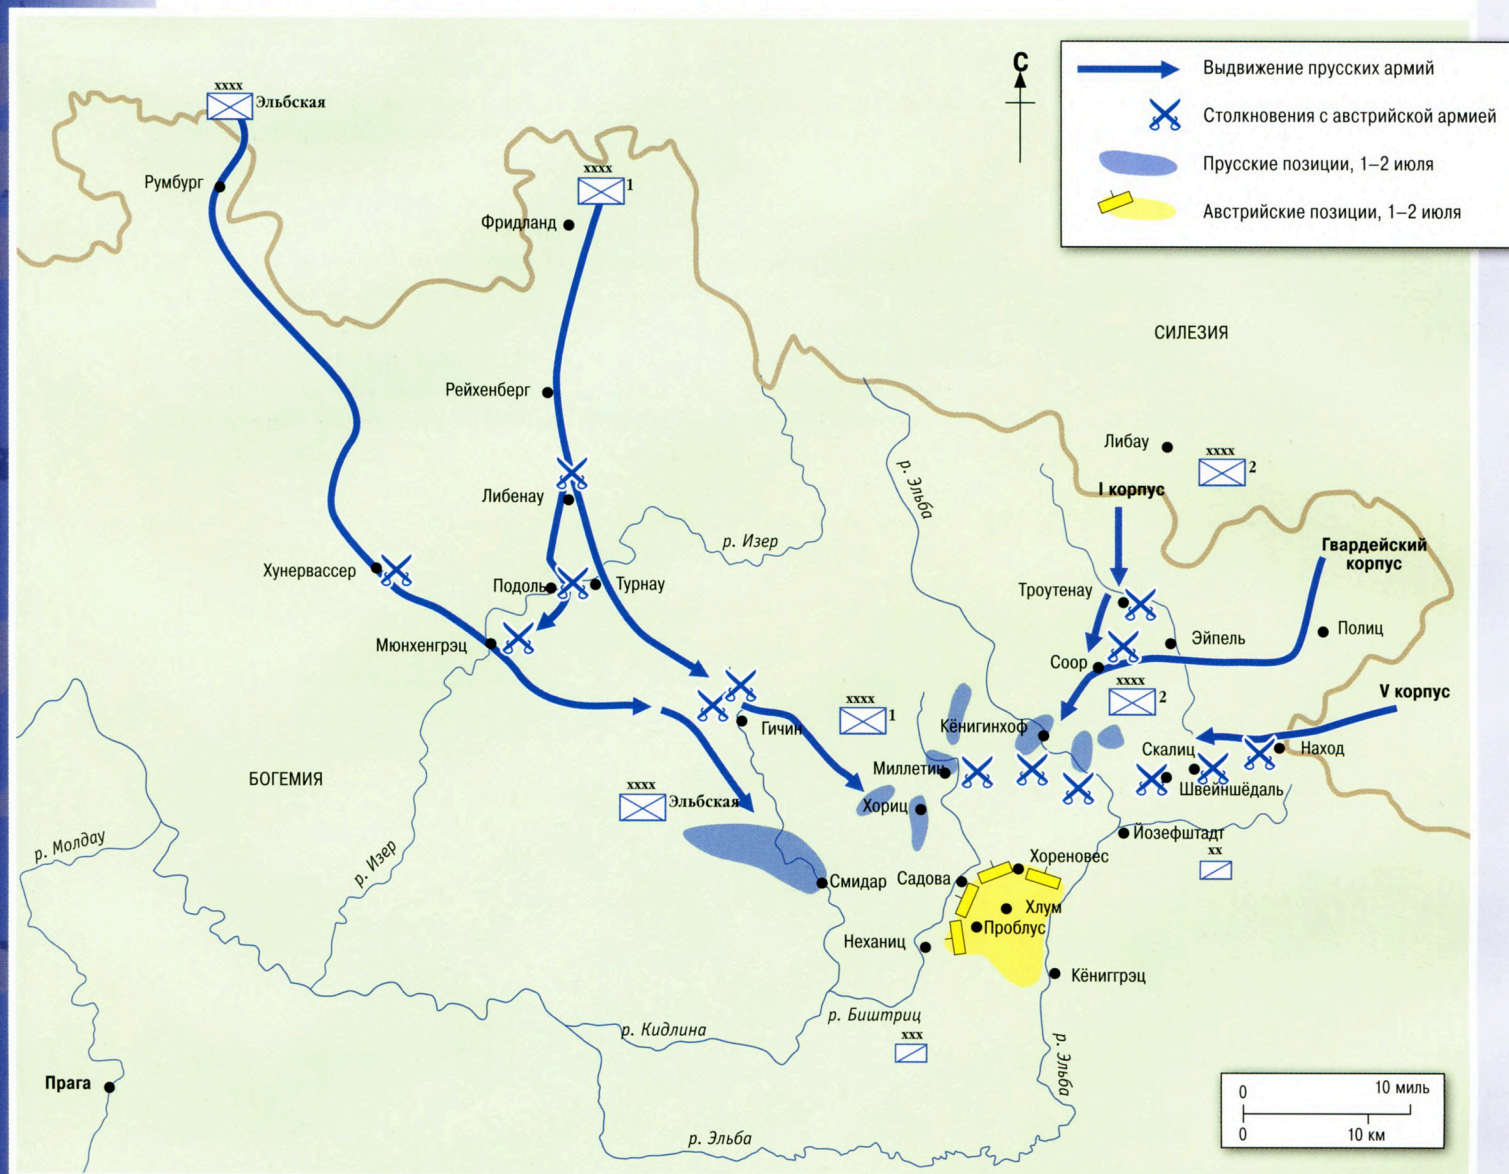 С
Выдвижение прусских армий
Столкновения с австрийской армией
Прусские позиции, 1–2 июля
Австрийские позиции, 1–2 июля
xxxx
Эльбская
Румбург
xxxx
1
Фридланд
СИЛЕЗИЯ
Рейхенберг
Либау
xxxx
2
I корпус
р. Эльба
Либенау
р. Изер
Гвардейский
корпус
Хунервассер
Подоль
Турнау
Троутенау
Полиц
Эйпель
Мюнхенгрэц
Соор
xxxx
2
V корпус
xxxx
1
Гичин
Кёнигинхоф
Скалиц
Наход
БОГЕМИЯ
Миллетин
xxxx
Эльбская
Хориц
Швейншёдаль
Йозефштадт
р. Молдау
р. Изер
xx
Хореновес
Смидар
Садова
Хлум
Проблус
Неханиц
Кёниггрэц
р. Биштриц
р. Кидлина
xxx
р. Эльба
Прага
0
10 миль
0
10 км
р. Эльба